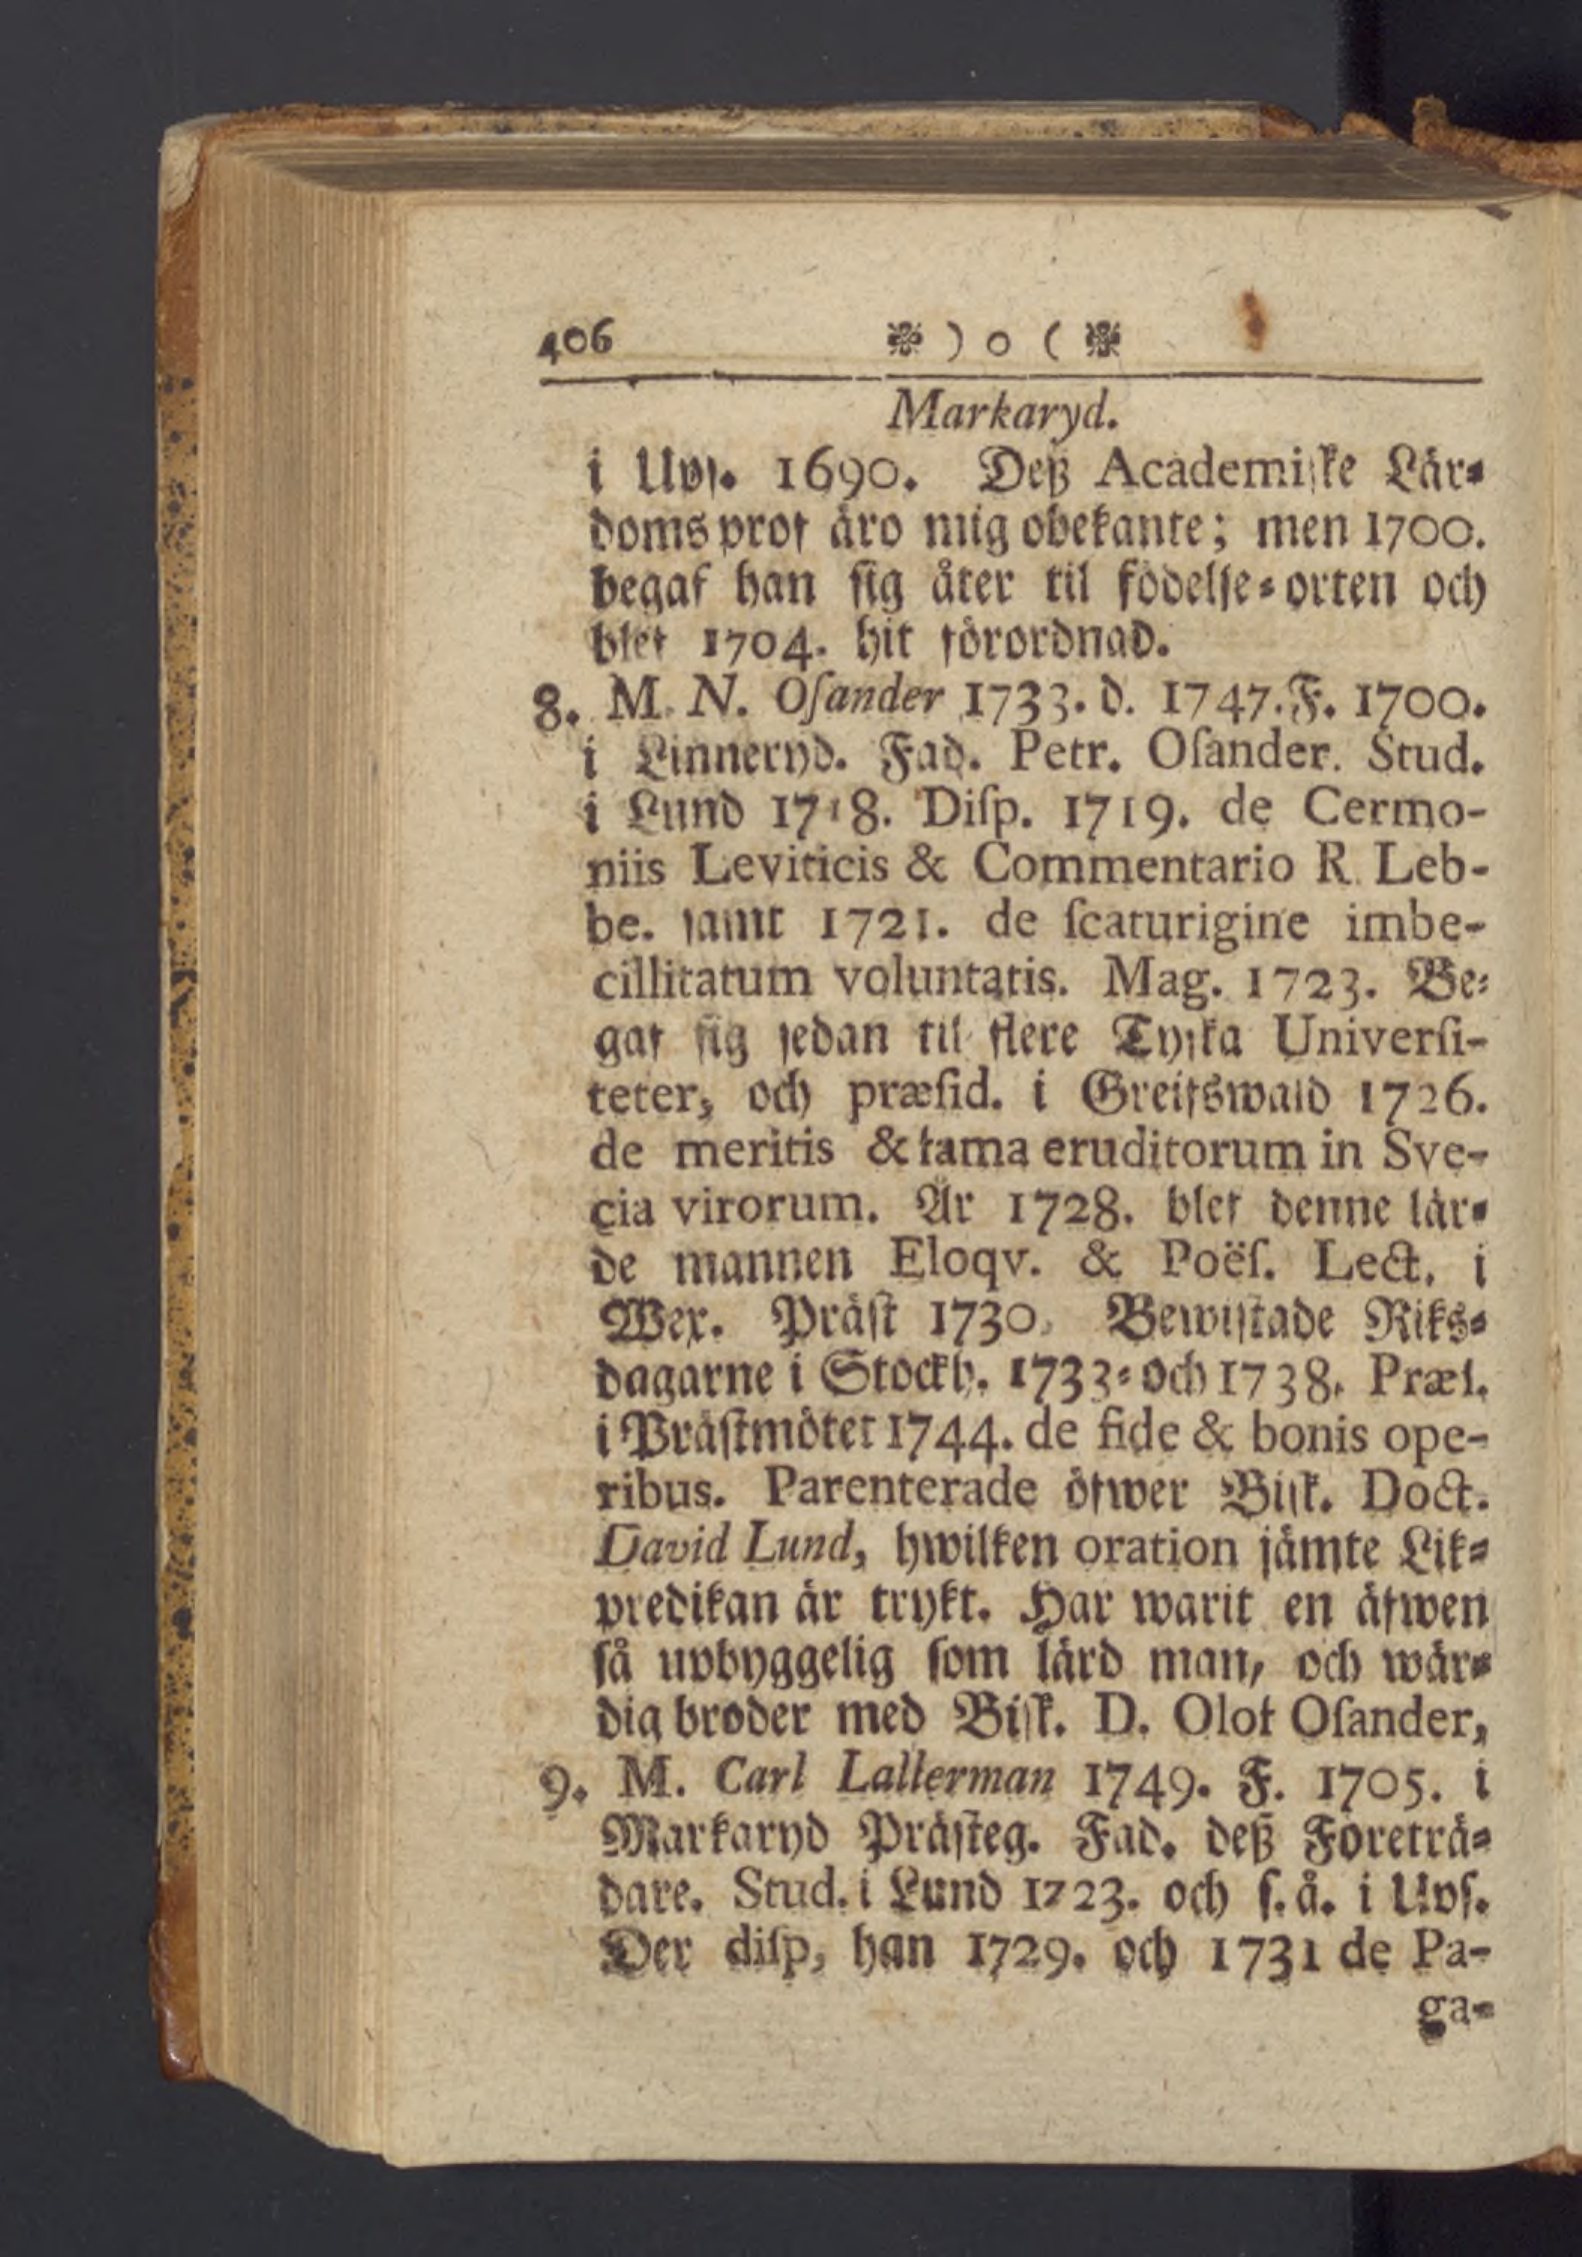 406 ❃ ) o ( ❃
Markaryd.
i Upſ. 1690. Deß Academiſke Lär⸗
domsprof äro mig obekante; men 1700.
begaf han ſig åter til födelſe⸗orten och
blef 1704. hit förordnad.
8. M. N. Oſander 1733. d. 1747. F. 1700.
i Linneryd. Fad. Petr. Oſander. Stud.
i Lund 1718. Diſp. 1719. de Cermo-
niis Leviticis & Commentario R. Leb-
be. ſamt 1721. de ſcaturigine imbe-
cillitatum voluntatis. Mag. 1723. Be⸗
gaf ſig ſedan til flere Tyſka Univerſi-
teter, och præſid. i Greifswald 1726.
de meritis & fama eruditorum in Sve-
cia virorum. År 1728. blef denne lär⸗
de mannen Eloqv. & Poëſ. Lect. i
Wex. Präſt 1730. Bewiſtade Riks⸗
dagarne i Stockh. 1733⸗ och 1738. Præſ.
i Präſtmötet 1744. de fide & bonis ope-
ribus. Parenterade öfwer Biſk. Doct.
David Lund, hwilken oration jämte Lik⸗
predikan är trykt. Har warit en äfwen
ſå upbyggelig ſom lärd man, och wär⸗
dig broder med Biſk. D. Olof Oſander,
9. M. Carl Lallerman 1749. F. 1705. i
Markaryd Präſteg. Fad. deß Företrä⸗
dare. Stud. i Lund 1723. och ſ. å. i Upſ.
Der diſp, han 1729. och 1731 de Pa-
ga-